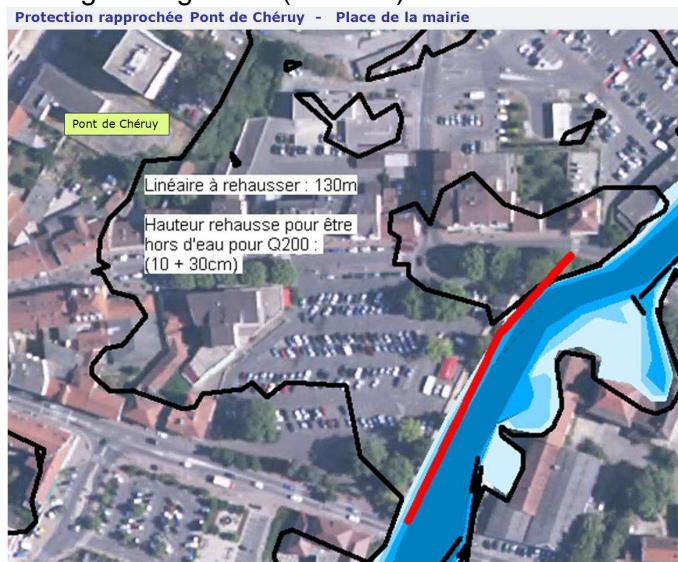 Protection rapprochée Pont de Chéruy - Place de la mairie
Pont de Chéruy
Linéaire à rehausser : 130m
Hauteur rehausse pour être
hors d'eau pour Q200 :
(10 + 30cm)